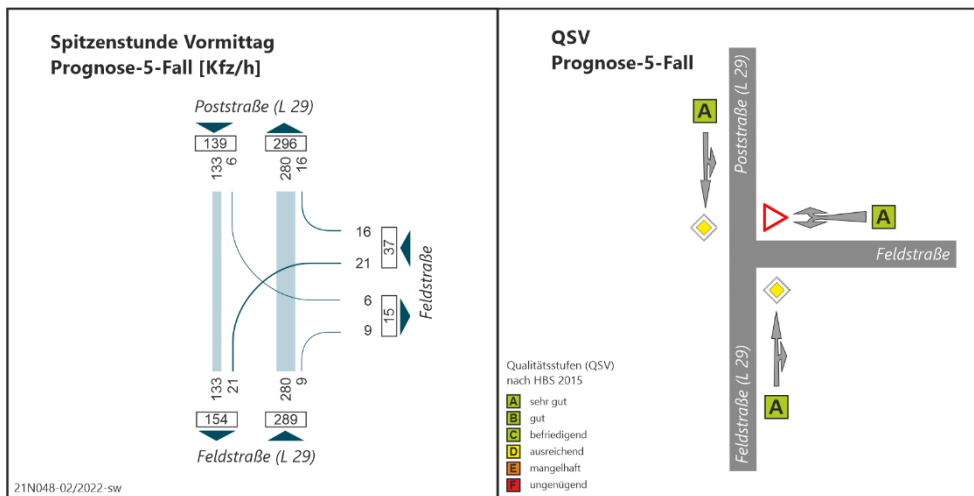 Spitzenstunde Vormittag
Prognose-5-Fall [Kfz/h]
Poststraße (L 29)
139 296
133 6 280 16
16
37
21
Feldstraße
6
15
9
133 21 280 9
154 289
Feldstraße (L 29)
21N048-02/2022-sw
QSV
Prognose-5-Fall
Poststraße (L 29)
A
A
Feldstraße
Feldstraße (L 29)
A
Qualitätsstufen (QSV)
nach HBS 2015
A sehr gut
B gut
C befriedigend
D ausreichend
E mangelhaft
F ungenügend